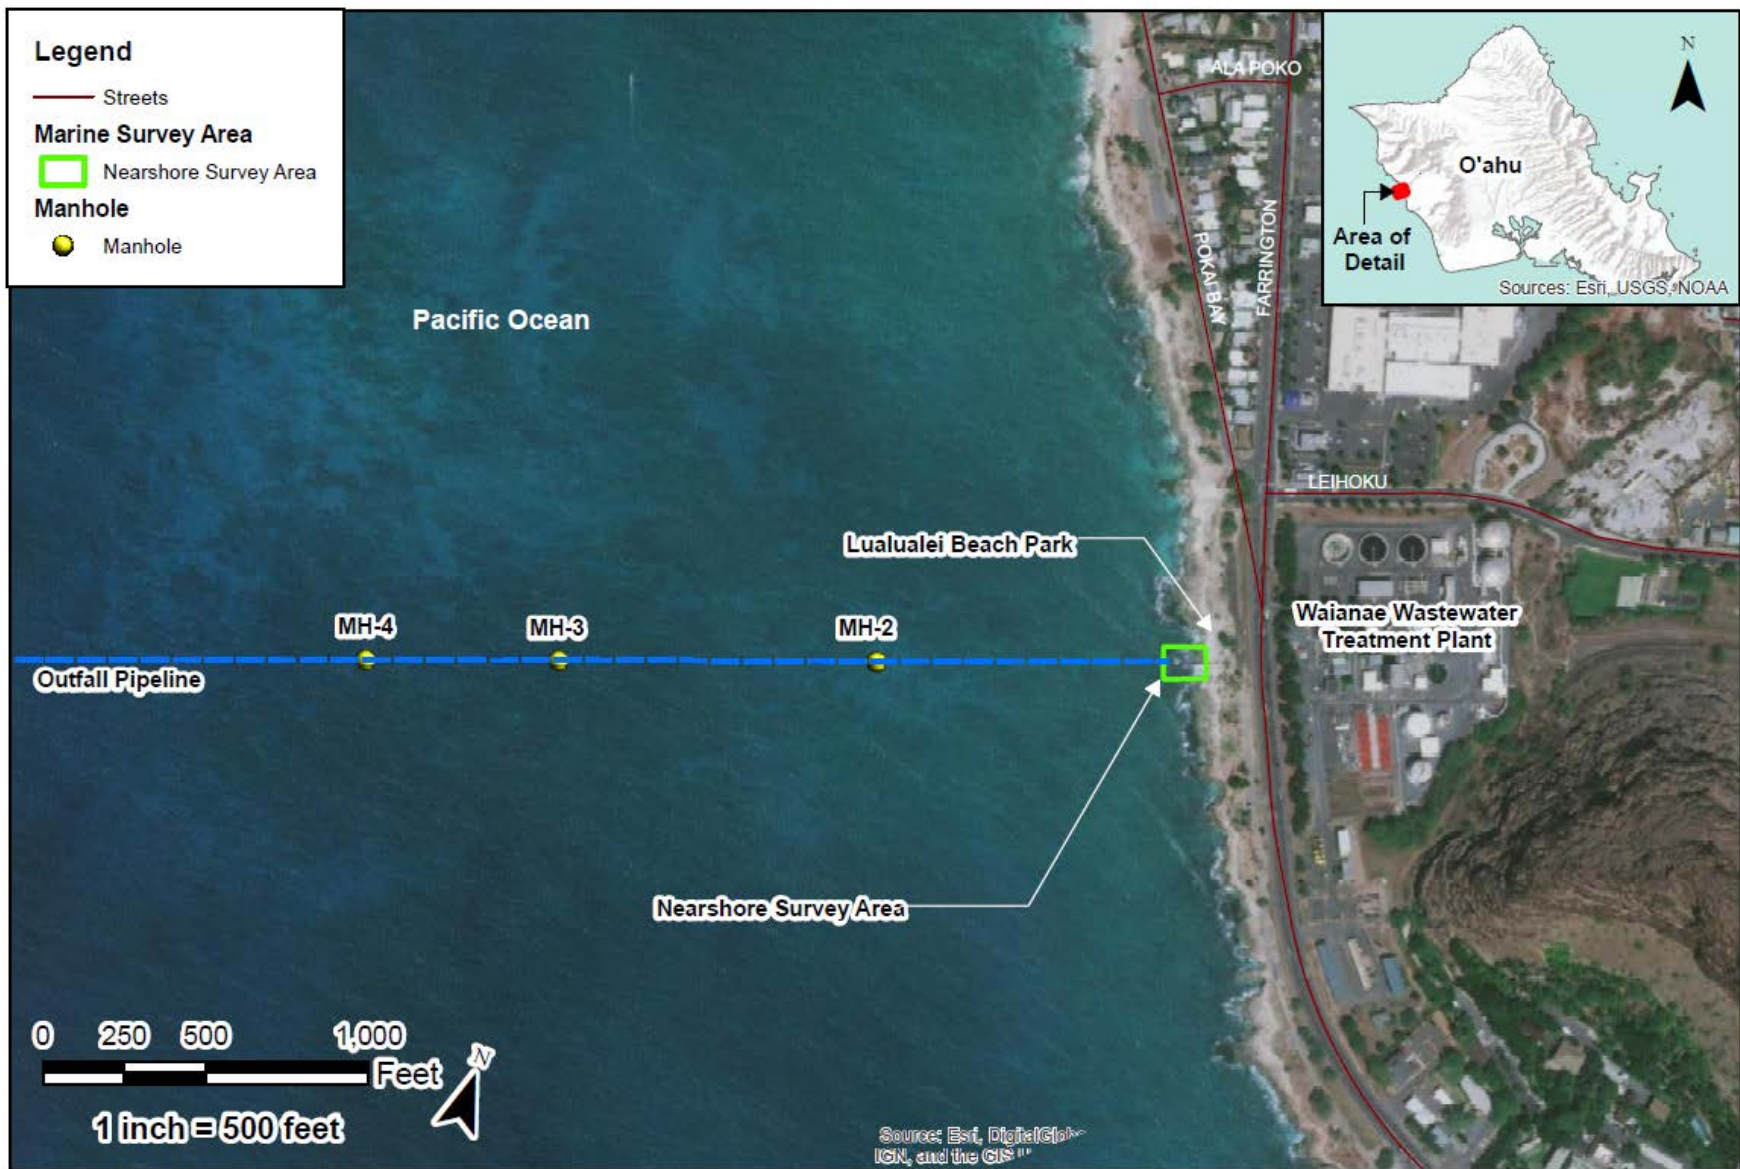 Legend
Streets
Marine Survey Area
Nearshore Survey Area
Manhole
Manhole
Pacific Ocean
ALA POKO
POKAI BAY
FARRINGTON
LEIHOKU
N
O'ahu
Area of
Detail
Sources: Esri, USGS, NOAA
Lualualei Beach Park
Waianae Wastewater
Treatment Plant
MH-4
MH-3
MH-2
Outfall Pipeline
Nearshore Survey Area
0 250 500 1,000
Feet
N
1 inch = 500 feet
Source: Esri, DigitalGlobe
IGN, and the GIS